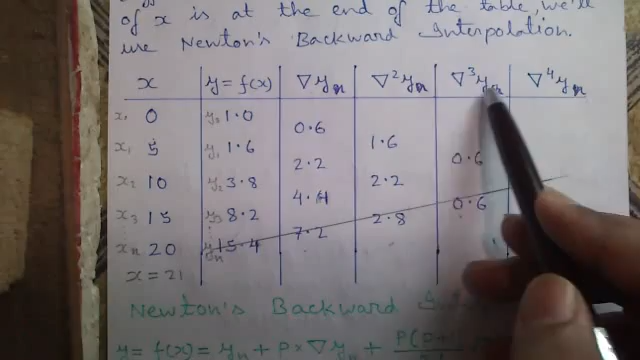 of x is at the end of the table, we'll
use Newton's Backward Interpolation.
x y=f(x) ∇yn ∇²yn ∇³yn ∇⁴yn
x₀ 0 y₀ 1.0
0.6
x₁ 5 y₁ 1.6 1.6
2.2 0.6
x₂ 10 y₂ 3.8 2.2
4.4 0.6
x₃ 15 y₃ 8.2 2.8
7.2
xn 20 yn 15.4
x = 21
Newton's Backward
y = f(x) = yn + P × ∇yn +